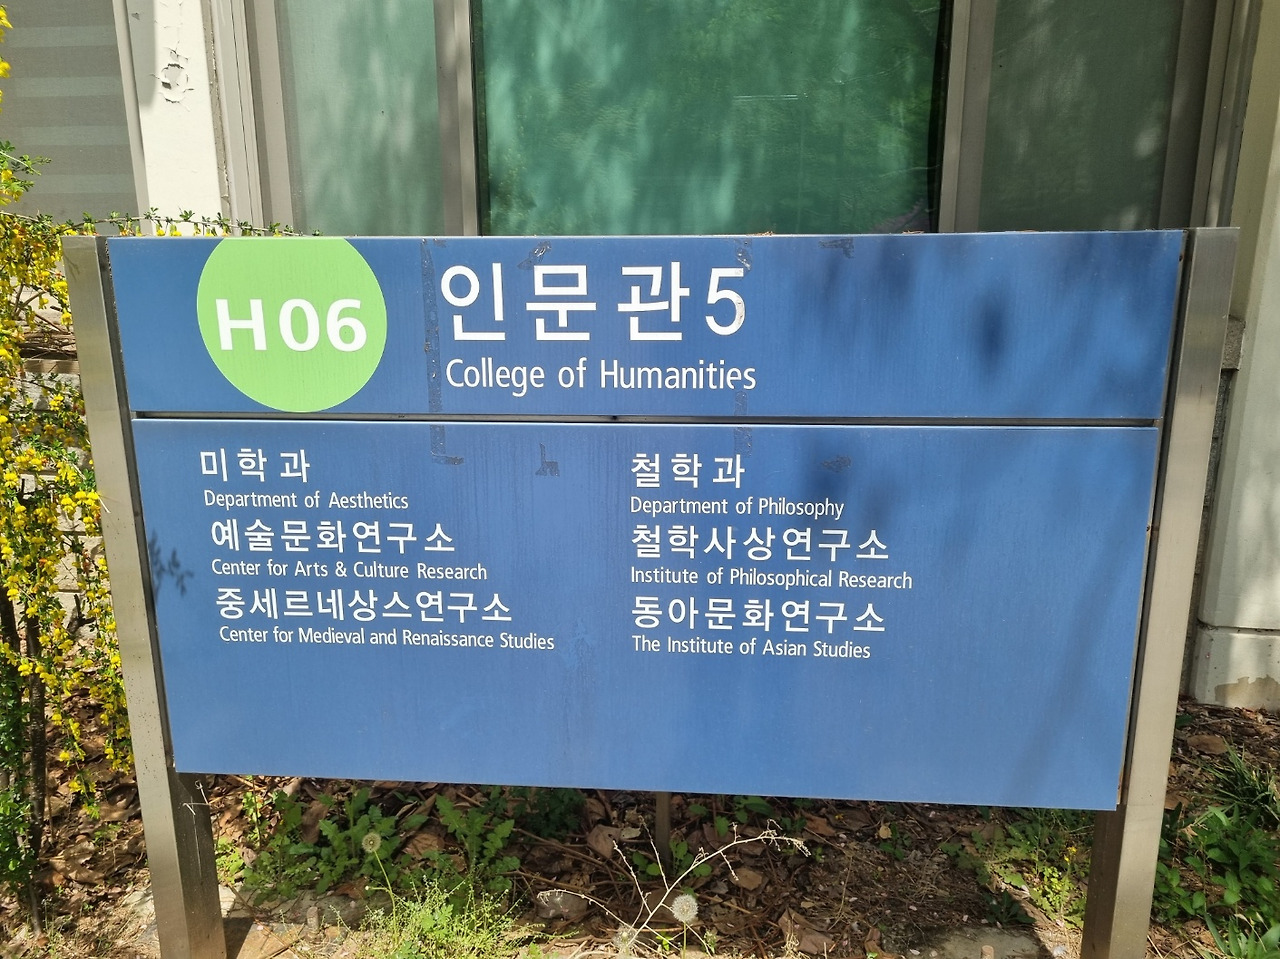 H06
인문관5
College of Humanities
미학과
Department of Aesthetics
예술문화연구소
Center for Arts & Culture Research
중세르네상스연구소
Center for Medieval and Renaissance Studies
철학과
Department of Philosophy
철학사상연구소
Institute of Philosophical Research
동아문화연구소
The Institute of Asian Studies